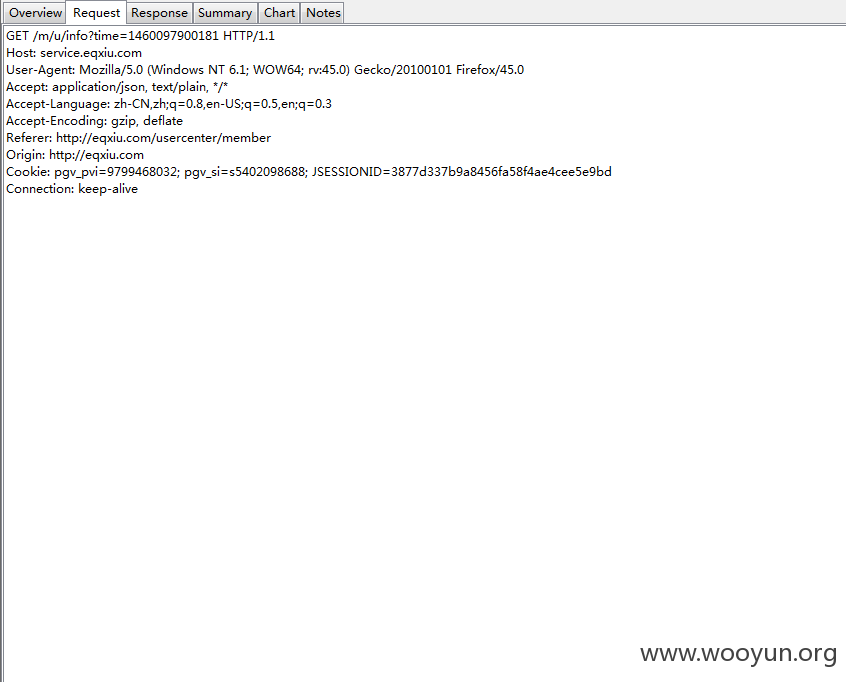 Overview Request Response Summary Chart Notes
GET /m/u/info?time=1460097900181 HTTP/1.1
Host: service.eqxiu.com
User-Agent: Mozilla/5.0 (Windows NT 6.1; WOW64; rv:45.0) Gecko/20100101 Firefox/45.0
Accept: application/json, text/plain, */*
Accept-Language: zh-CN,zh;q=0.8,en-US;q=0.5,en;q=0.3
Accept-Encoding: gzip, deflate
Referer: http://eqxiu.com/usercenter/member
Origin: http://eqxiu.com
Cookie: pgv_pvi=9799468032; pgv_si=s5402098688; JSESSIONID=3877d337b9a8456fa58f4ae4cee5e9bd
Connection: keep-alive
www.wooyun.org